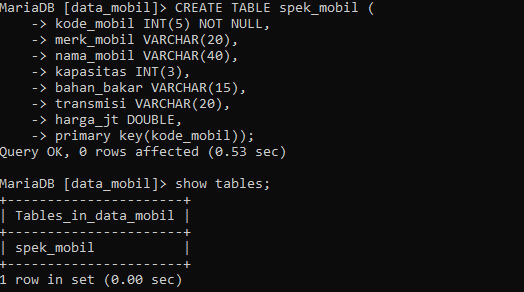 MariaDB [data_mobil]> CREATE TABLE spek_mobil (
    -> kode_mobil INT(5) NOT NULL,
    -> merk_mobil VARCHAR(20),
    -> nama_mobil VARCHAR(40),
    -> kapasitas INT(3),
    -> bahan_bakar VARCHAR(15),
    -> transmisi VARCHAR(20),
    -> harga_jt DOUBLE,
    -> primary key(kode_mobil));
Query OK, 0 rows affected (0.53 sec)
MariaDB [data_mobil]> show tables;
+----------------------+
| Tables_in_data_mobil |
+----------------------+
| spek_mobil           |
+----------------------+
1 row in set (0.00 sec)